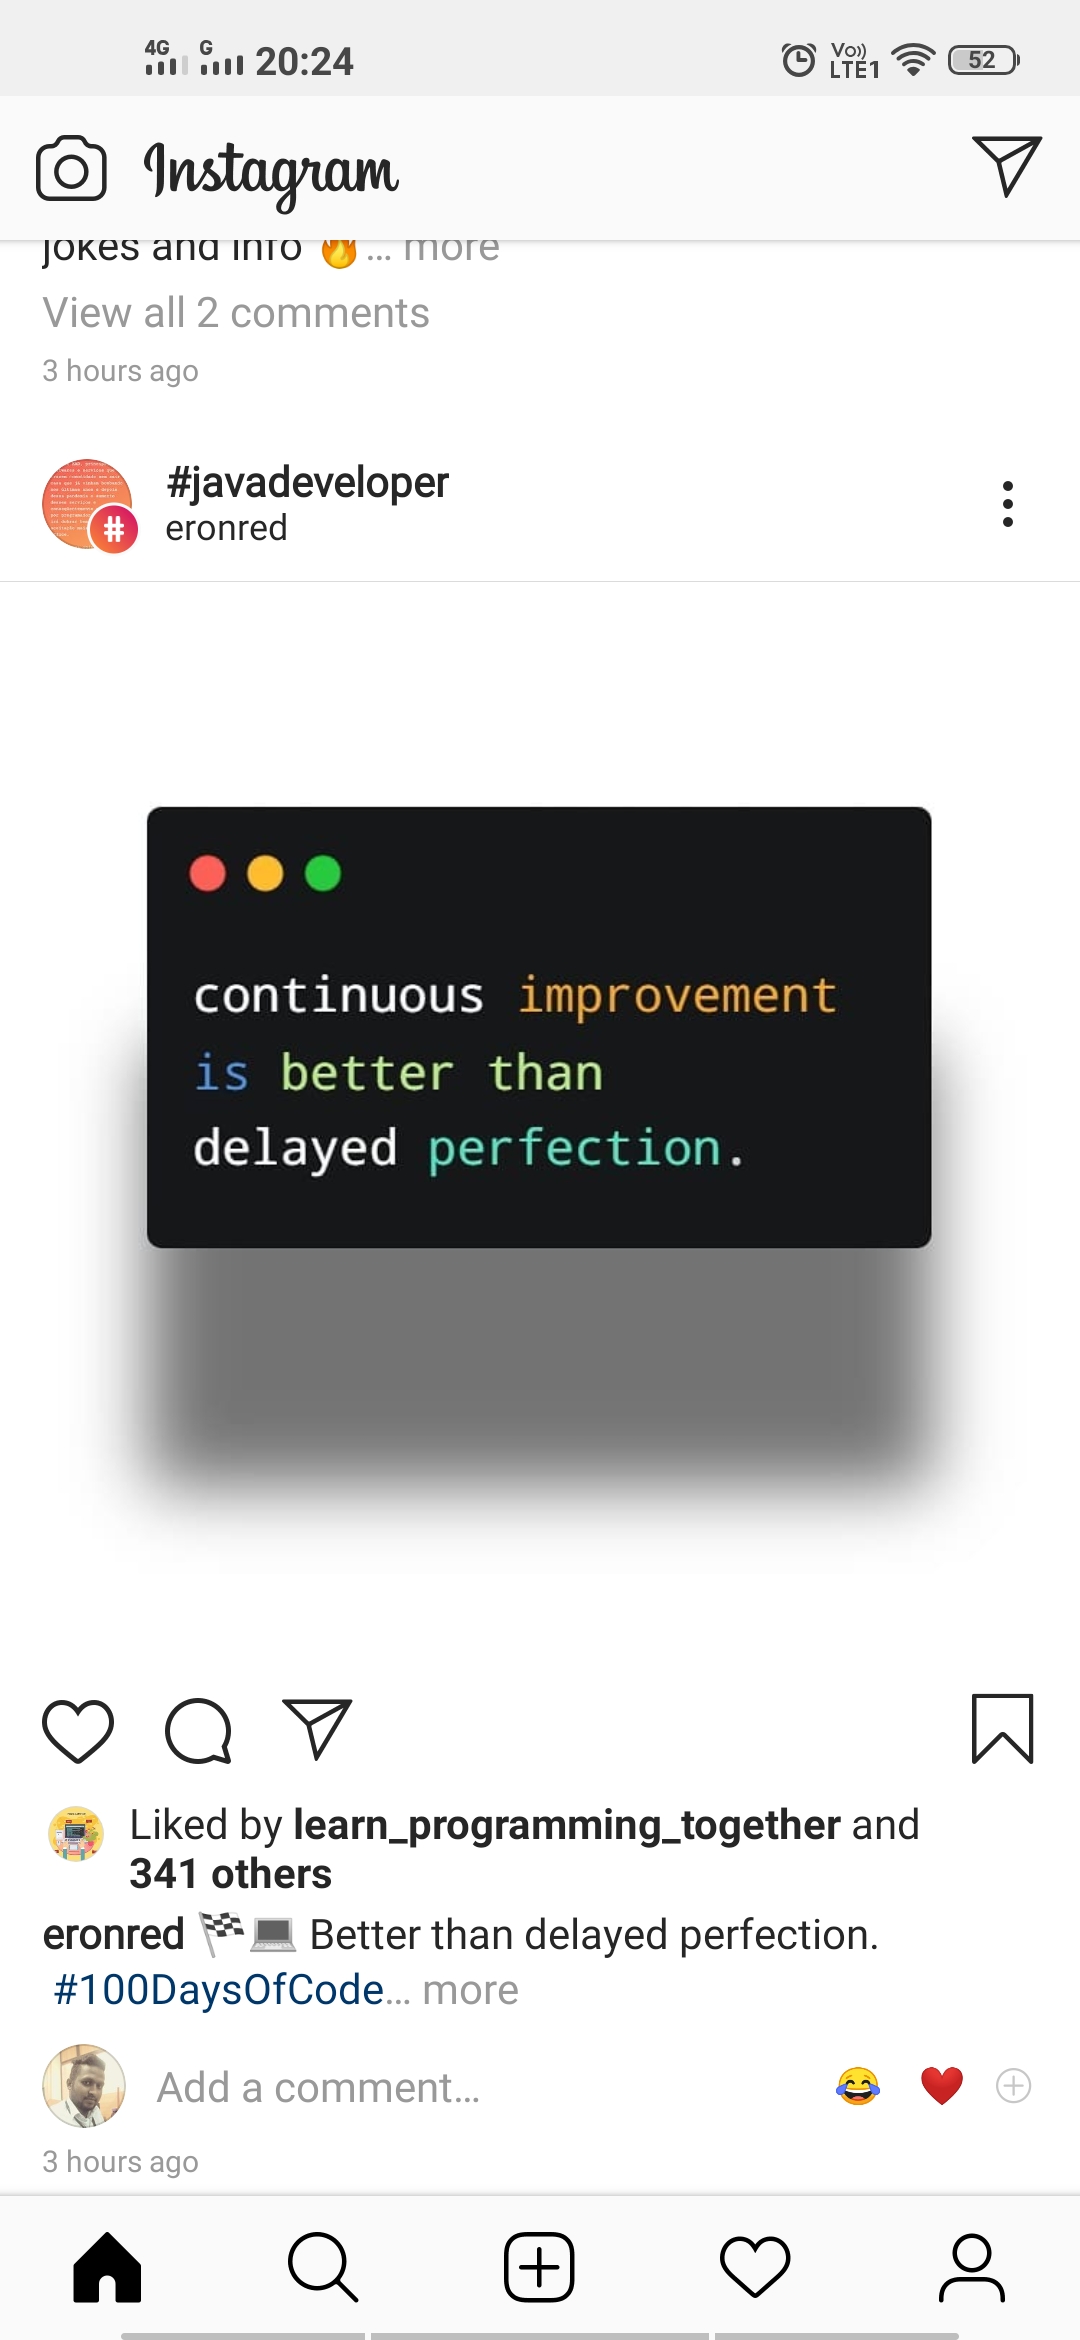 4G G 20:24 Vo)) LTE1 52
Instagram
jokes and info 🔥... more
View all 2 comments
3 hours ago
#javadeveloper
#
eronred
continuous improvement
is better than
delayed perfection.
Liked by learn_programming_together and
341 others
eronred 🏁💻 Better than delayed perfection.
#100DaysOfCode... more
Add a comment...
3 hours ago